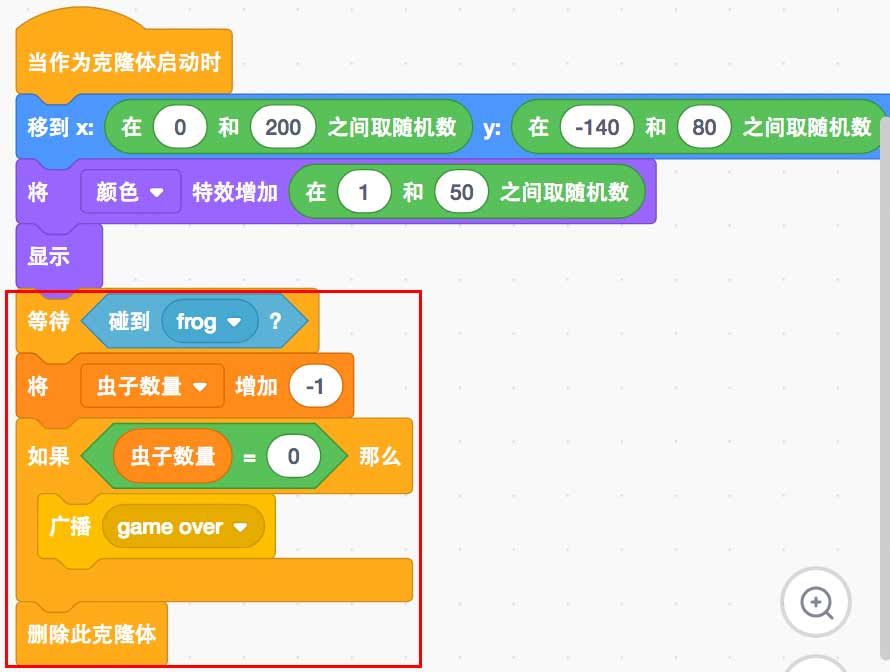 当作为克隆体启动时
移到 x: 在 0 和 200 之间取随机数 y: 在 -140 和 80 之间取随机数
将 颜色 特效增加 在 1 和 50 之间取随机数
显示
等待 碰到 frog ?
将 虫子数量 增加 -1
如果 虫子数量 = 0 那么
广播 game over
删除此克隆体